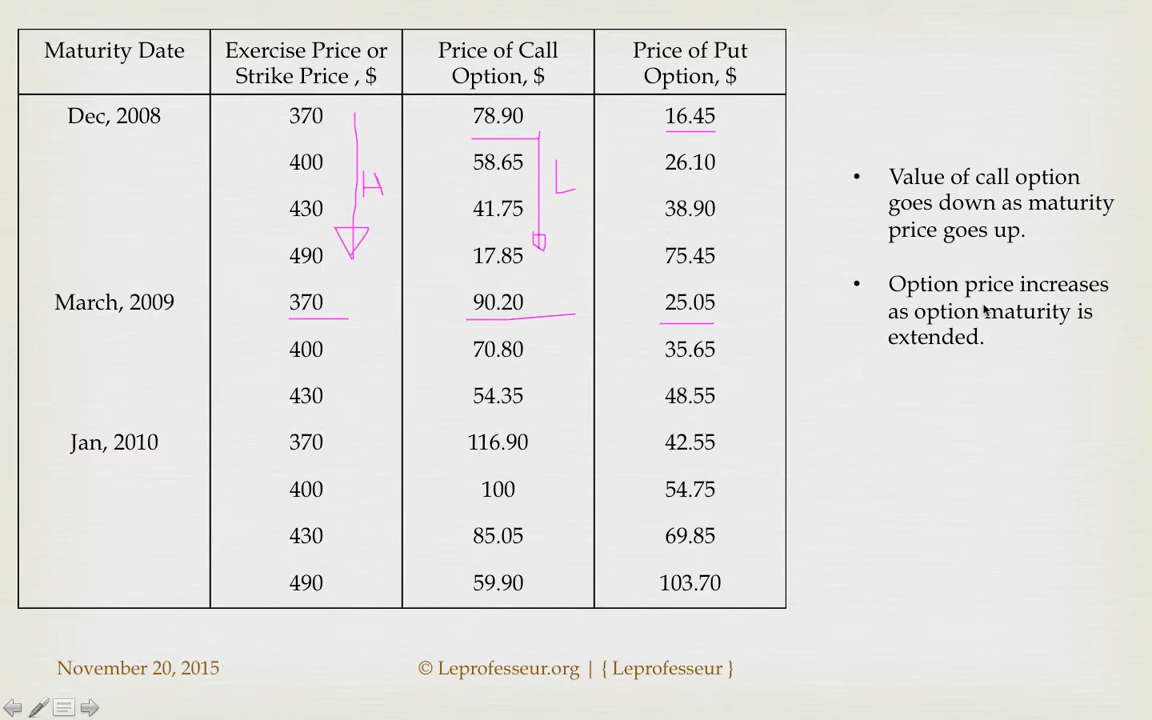 Maturity Date Exercise Price or Price of Call Price of Put
Strike Price , $ Option, $ Option, $
Dec, 2008 370 78.90 16.45
400 58.65 26.10
430 41.75 38.90
490 17.85 75.45
March, 2009 370 90.20 25.05
400 70.80 35.65
430 54.35 48.55
Jan, 2010 370 116.90 42.55
400 100 54.75
430 85.05 69.85
490 59.90 103.70
H
L
• Value of call option
goes down as maturity
price goes up.
• Option price increases
as option maturity is
extended.
November 20, 2015 © Leprofesseur.org | { Leprofesseur }